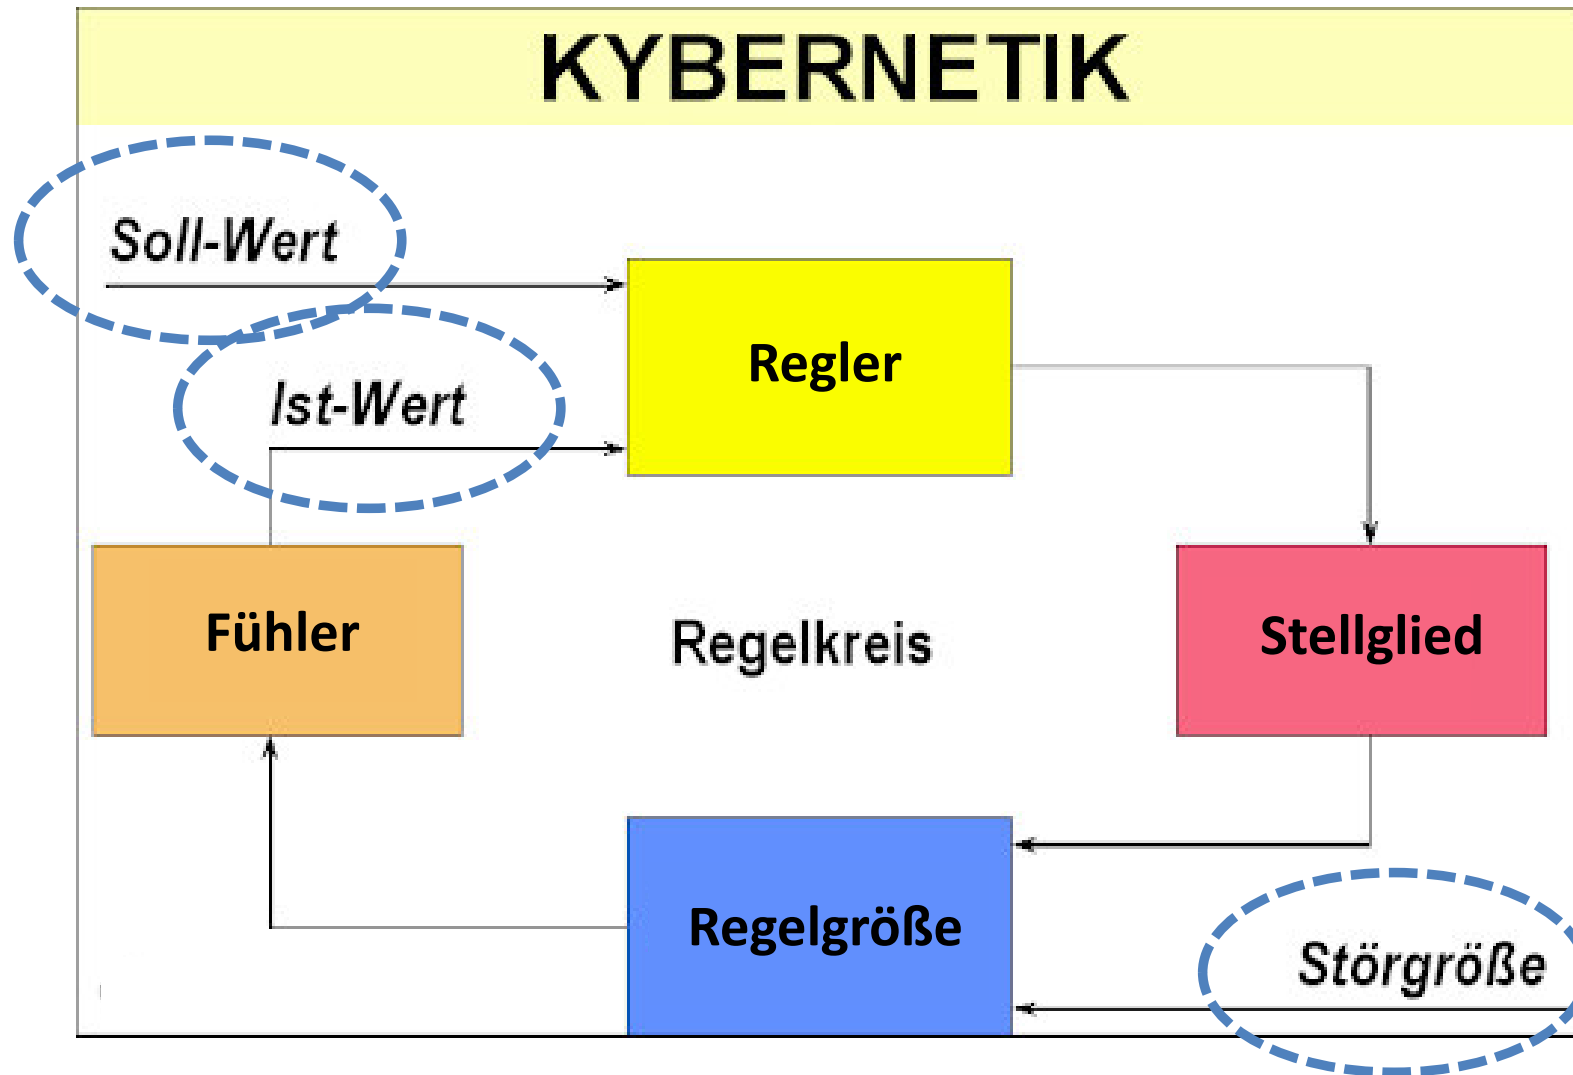 KYBERNETIK
Soll-Wert
Regler
Ist-Wert
Fühler
Regelkreis
Stellglied
Regelgröße
Störgröße